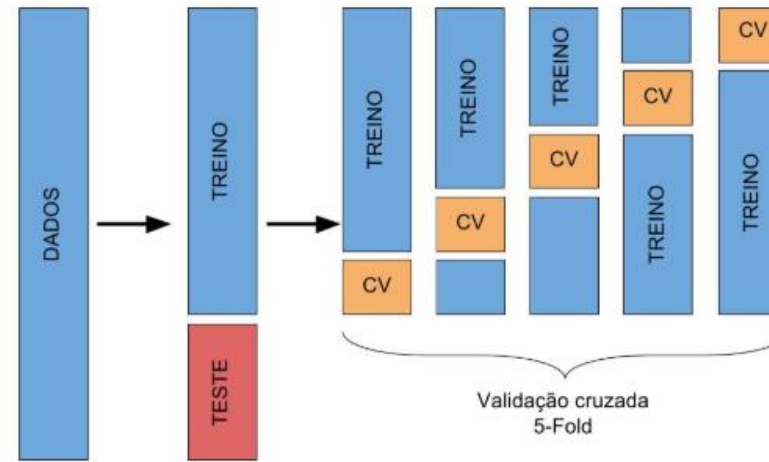 DADOS
TREINO
TESTE
TREINO
CV
TREINO
CV
TREINO
CV
CV
TREINO
CV
TREINO
Validação cruzada
5-Fold